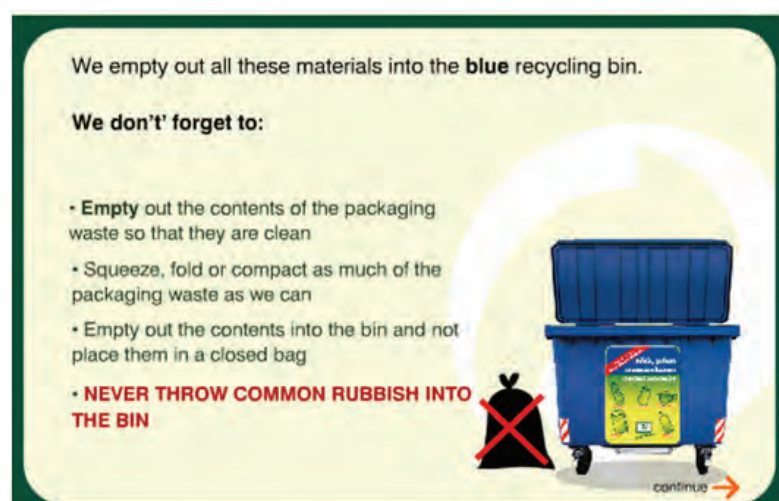 We empty out all these materials into the blue recycling bin.
We don't' forget to:
• Empty out the contents of the packaging
waste so that they are clean
• Squeeze, fold or compact as much of the
packaging waste as we can
• Empty out the contents into the bin and not
place them in a closed bag
• NEVER THROW COMMON RUBBISH INTO
THE BIN
continue